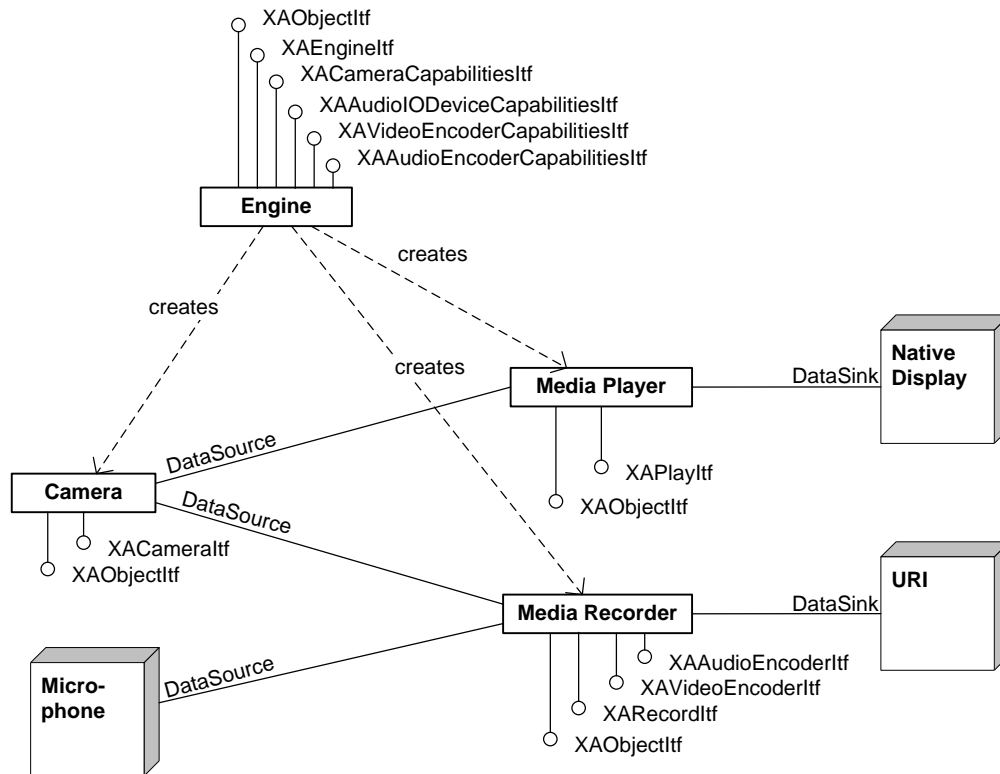 XAObjectItf
XAEngineItf
XACameraCapabilitiesItf
XAAudioIODeviceCapabilitiesItf
XAVideoEncoderCapabilitiesItf
XAAudioEncoderCapabilitiesItf
Engine
creates
creates
creates
Media Player
DataSink
Native
Display
DataSource
XAPlayItf
XAObjectItf
Camera
DataSource
XACameraItf
XAObjectItf
Media Recorder
DataSink
URI
DataSource
Micro-
phone
XAAudioEncoderItf
XAVideoEncoderItf
XARecordItf
XAObjectItf